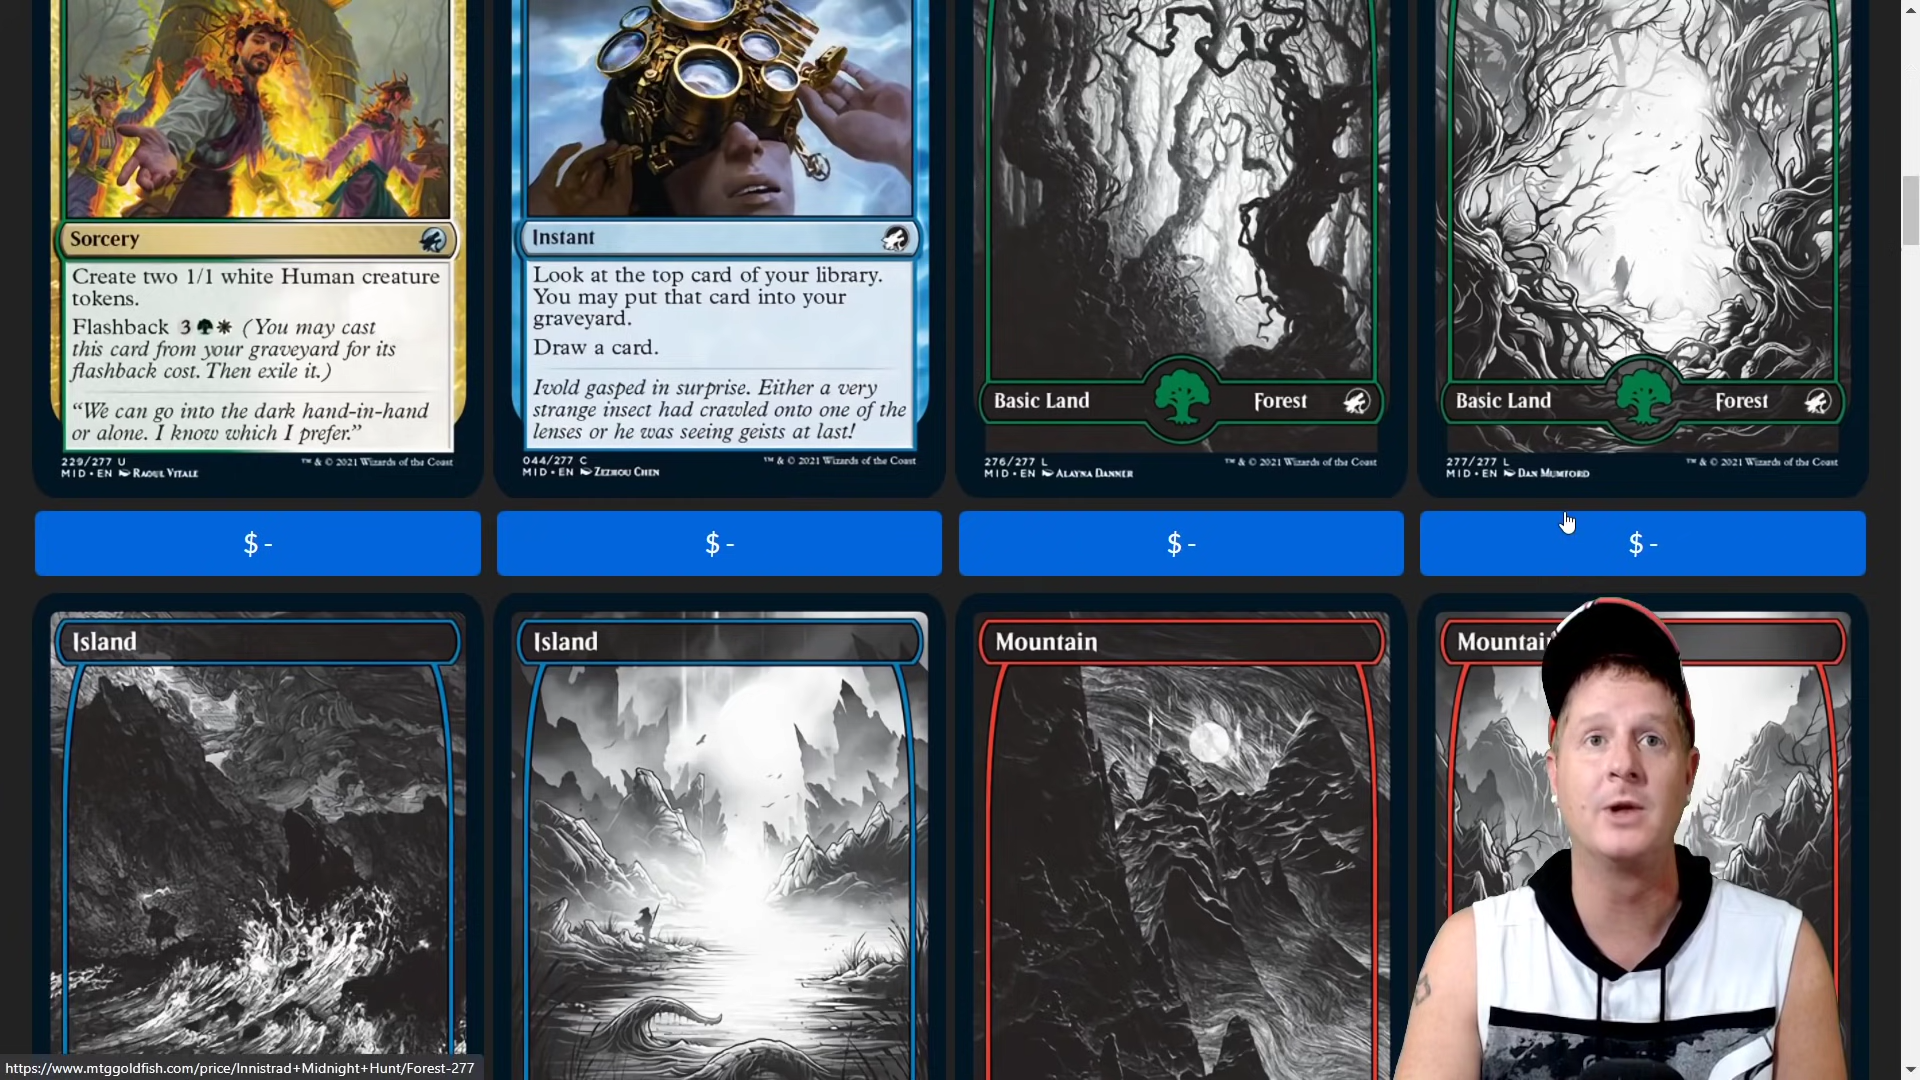 Sorcery
Create two 1/1 white Human creature
tokens.
Flashback 3 (You may cast
this card from your graveyard for its
flashback cost. Then exile it.)
“We can go into the dark hand-in-hand
or alone. I know which I prefer.”
229/277 U
MID • EN RAOUL VITALE
™ & © 2021 Wizards of the Coast
Instant
Look at the top card of your library.
You may put that card into your
graveyard.
Draw a card.
Ivold gasped in surprise. Either a very
strange insect had crawled onto one of the
lenses or he was seeing geists at last!
044/277 C
MID • EN ZEZHOU CHEN
™ & © 2021 Wizards of the Coast
Basic Land Forest
276/277 L
MID • EN ALAYNA DANNER
™ & © 2021 Wizards of the Coast
Basic Land Forest
277/277 L
MID • EN DAN MUMFORD
™ & © 2021 Wizards of the Coast
$ -
$ -
$ -
$ -
Island
Island
Mountain
Mountain
https://www.mtggoldfish.com/price/Innistrad+Midnight+Hunt/Forest-277